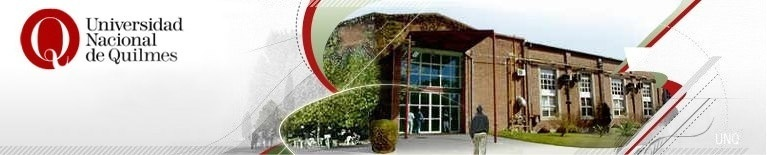 Universidad
Nacional
de Quilmes
UNQ